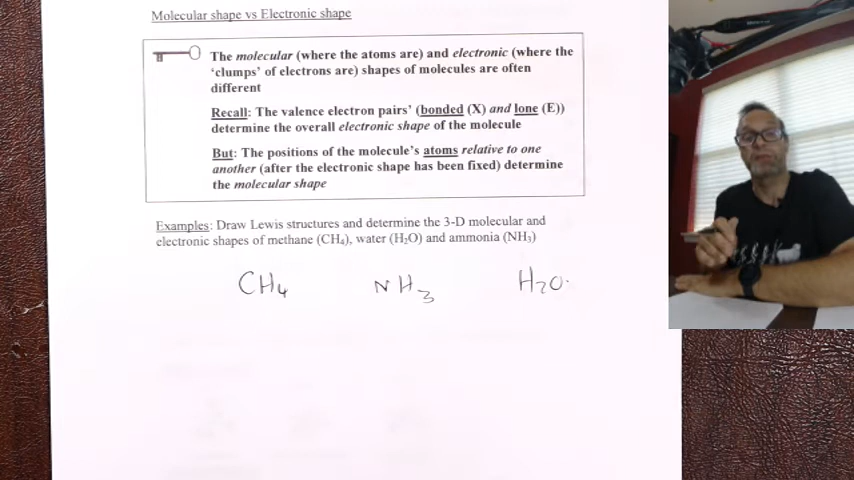 Molecular shape vs Electronic shape
The molecular (where the atoms are) and electronic (where the
‘clumps’ of electrons are) shapes of molecules are often
different
Recall: The valence electron pairs’ (bonded (X) and lone (E))
determine the overall electronic shape of the molecule
But: The positions of the molecule’s atoms relative to one
another (after the electronic shape has been fixed) determine
the molecular shape
Examples: Draw Lewis structures and determine the 3-D molecular and
electronic shapes of methane (CH₄), water (H₂O) and ammonia (NH₃)
CH₄ NH₃ H₂O